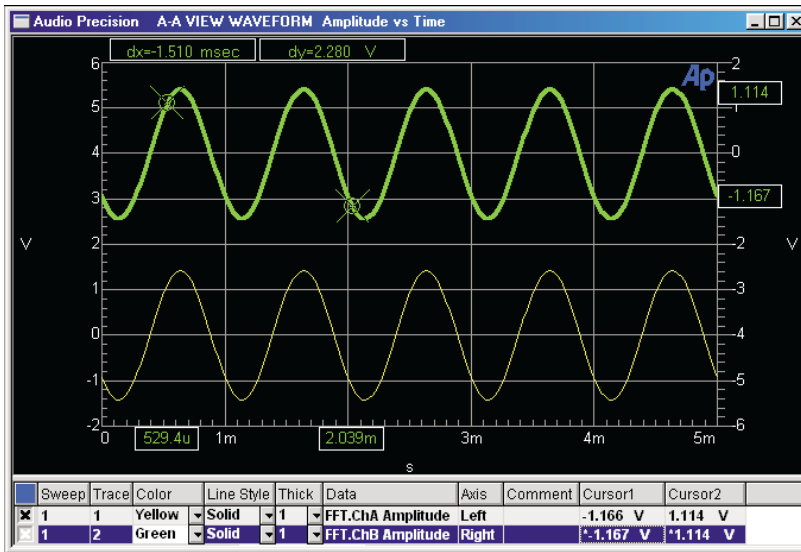 Audio Precision A-A VIEW WAVEFORM Amplitude vs Time
dx=-1.510 msec dy=2.280 V
Ap
6 2
5 1.114
4 0
3 -1.167
2 -2
V V
1 -3
0 -4
-1 -5
-2 -6
0 529.4u 1m 2.039m 3m 4m 5m
s
Sweep Trace Color Line Style Thick Data Axis Comment Cursor1 Cursor2
1 1 Yellow Solid 1 FFT.ChA Amplitude Left -1.166 V 1.114 V
1 2 Green Solid 1 FFT.ChB Amplitude Right *-1.167 V *1.114 V